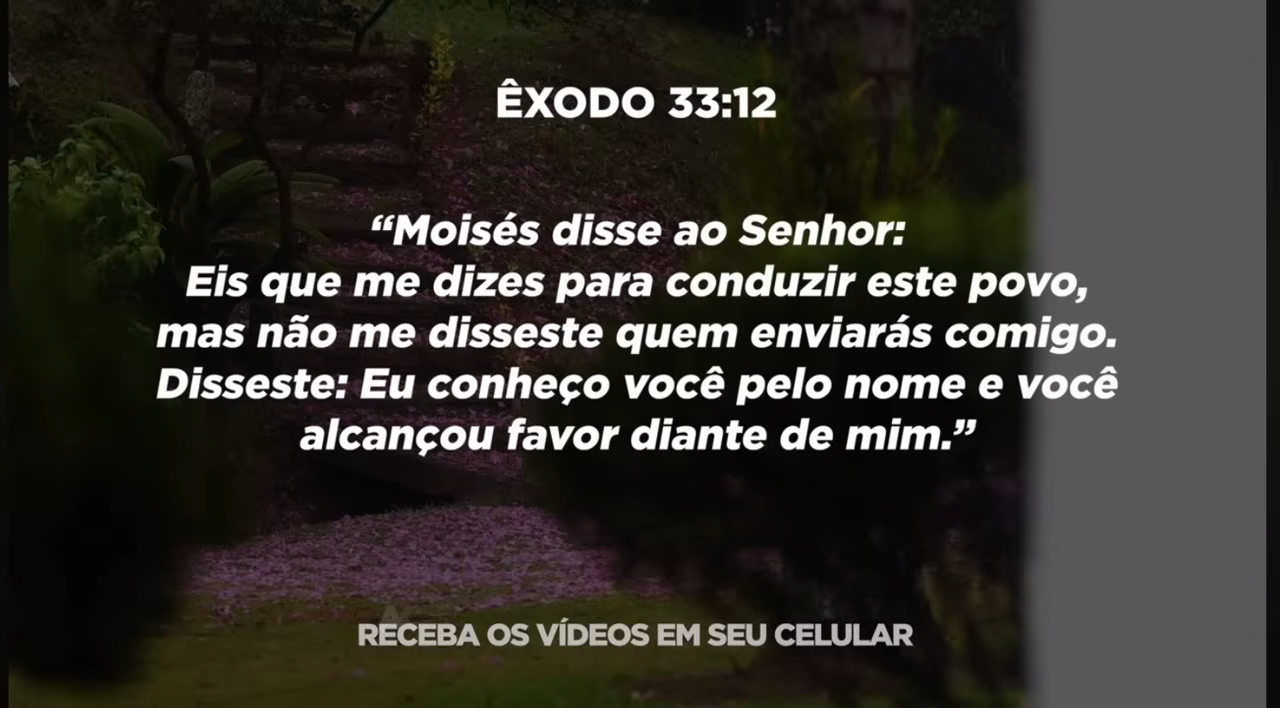 ÊXODO 33:12
“Moisés disse ao Senhor:
Eis que me dizes para conduzir este povo,
mas não me disseste quem enviarás comigo.
Disseste: Eu conheço você pelo nome e você
alcançou favor diante de mim.”
RECEBA OS VÍDEOS EM SEU CELULAR